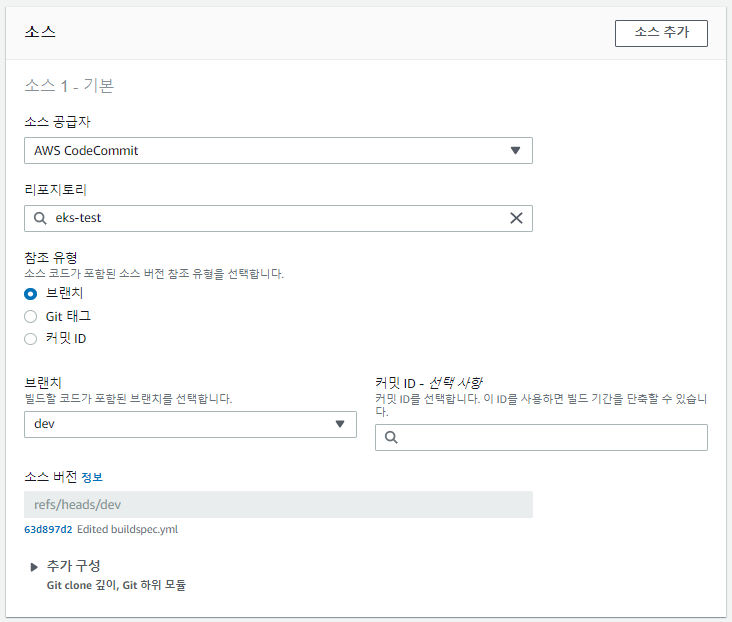 소스
소스 추가
소스 1 - 기본
소스 공급자
AWS CodeCommit
리포지토리
eks-test
참조 유형
소스 코드가 포함된 소스 버전 참조 유형을 선택합니다.
브랜치
Git 태그
커밋 ID
브랜치
빌드할 코드가 포함된 브랜치를 선택합니다.
dev
커밋 ID - 선택 사항
커밋 ID를 선택합니다. 이 ID를 사용하면 빌드 기간을 단축할 수 있습니
다.
소스 버전 정보
refs/heads/dev
63d897d2 Edited buildspec.yml
추가 구성
Git clone 깊이, Git 하위 모듈